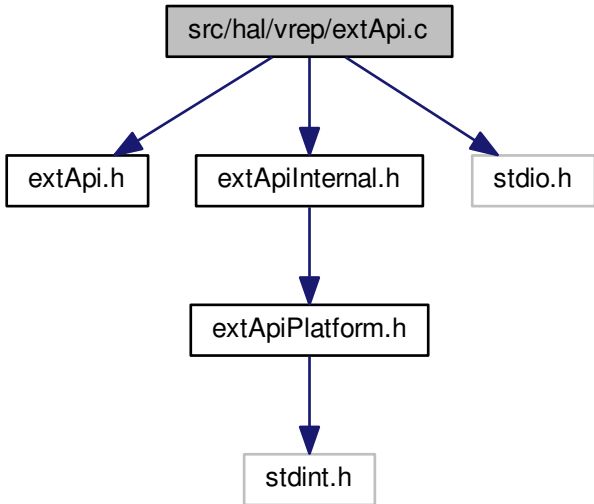 src/hal/vrep/extApi.c
extApi.h
extApiInternal.h
stdio.h
extApiPlatform.h
stdint.h